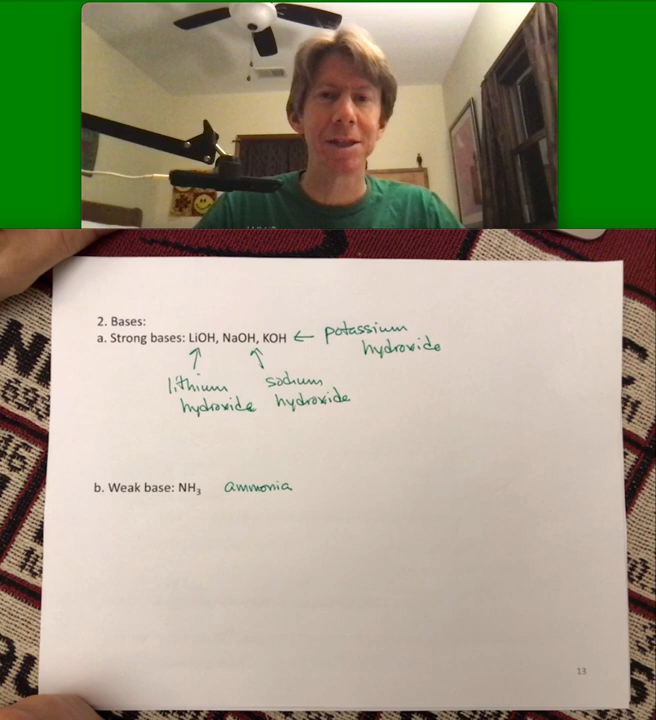 2. Bases:
a. Strong bases: LiOH, NaOH, KOH ← potassium
hydroxide
lithium sodium
hydroxide hydroxide
b. Weak base: NH₃ ammonia
13